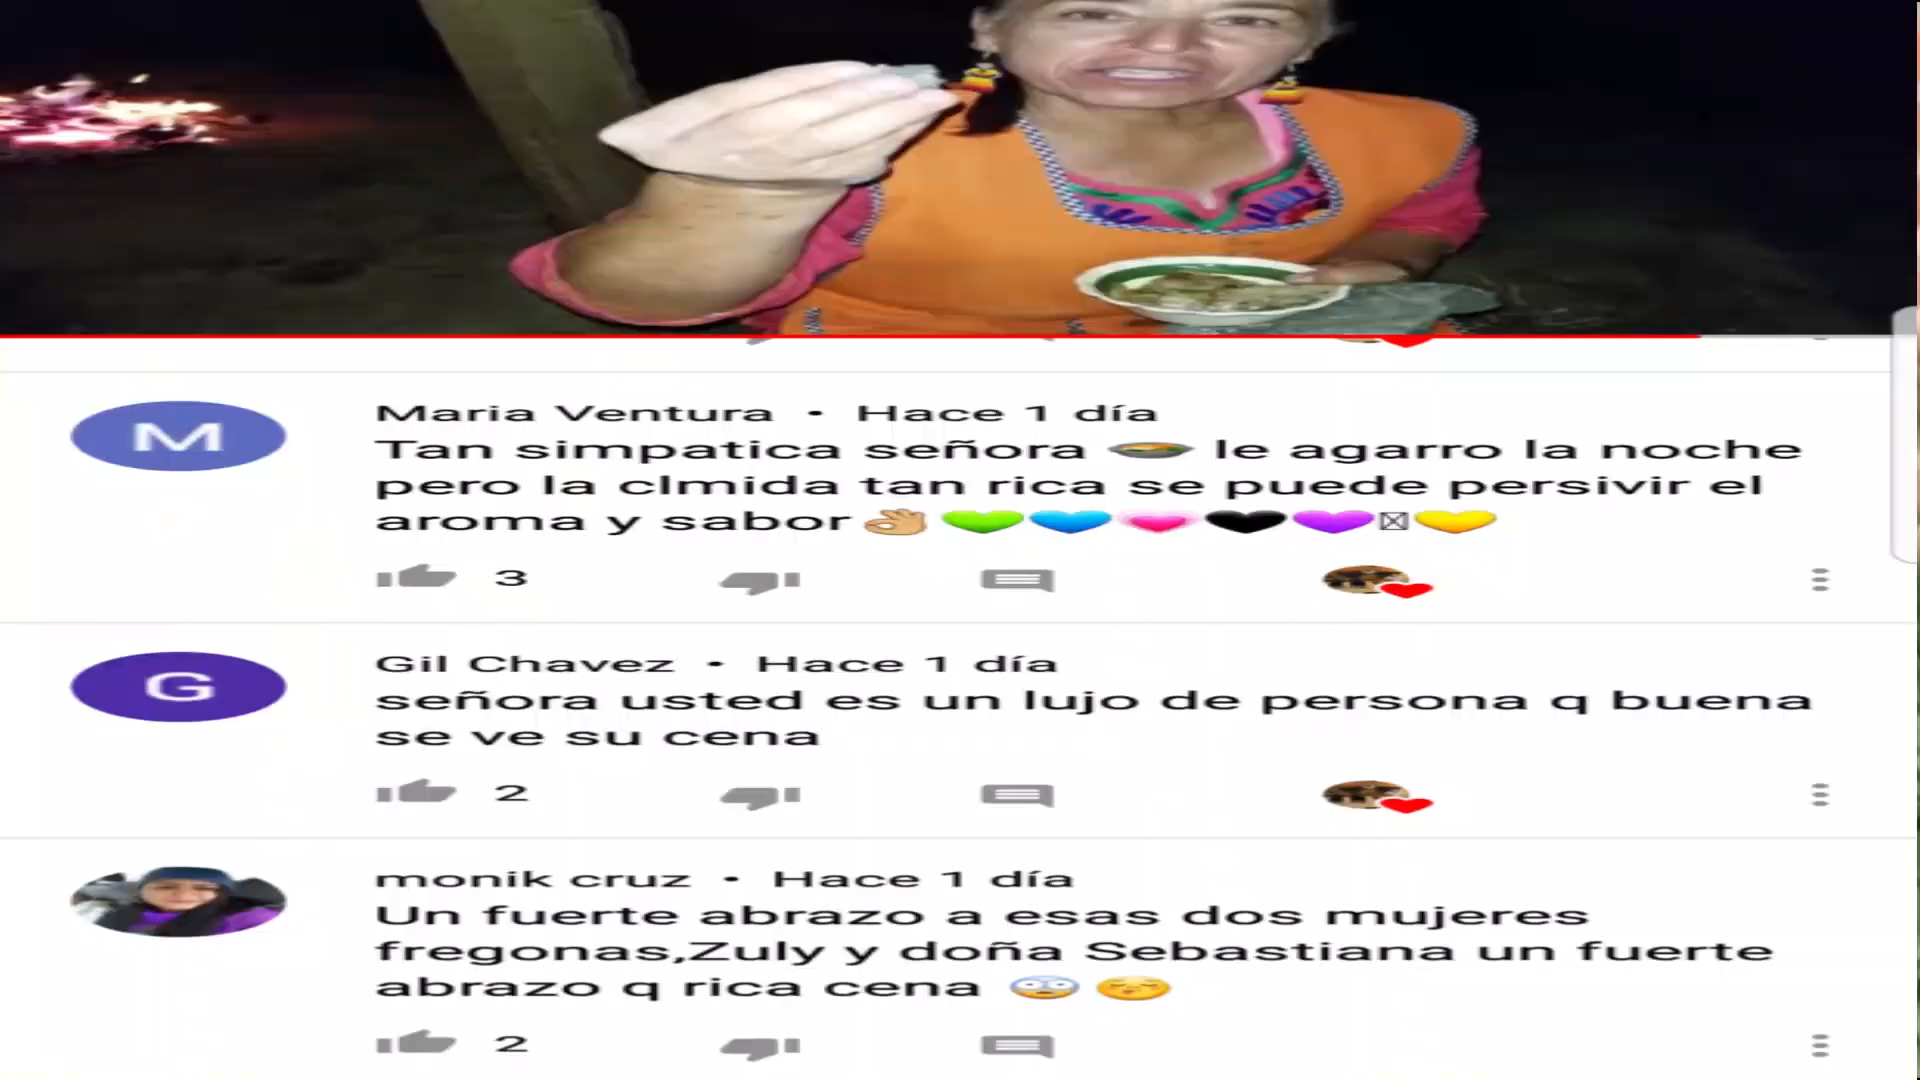 M
Maria Ventura • Hace 1 día
Tan simpatica señora 🥘 le agarro la noche
pero la clmida tan rica se puede persivir el
aroma y sabor👌💚💙💗🖤💜💛
3
G
Gil Chavez • Hace 1 día
señora usted es un lujo de persona q buena
se ve su cena
2
monik cruz • Hace 1 día
Un fuerte abrazo a esas dos mujeres
fregonas,Zuly y doña Sebastiana un fuerte
abrazo q rica cena 😨 😋
2